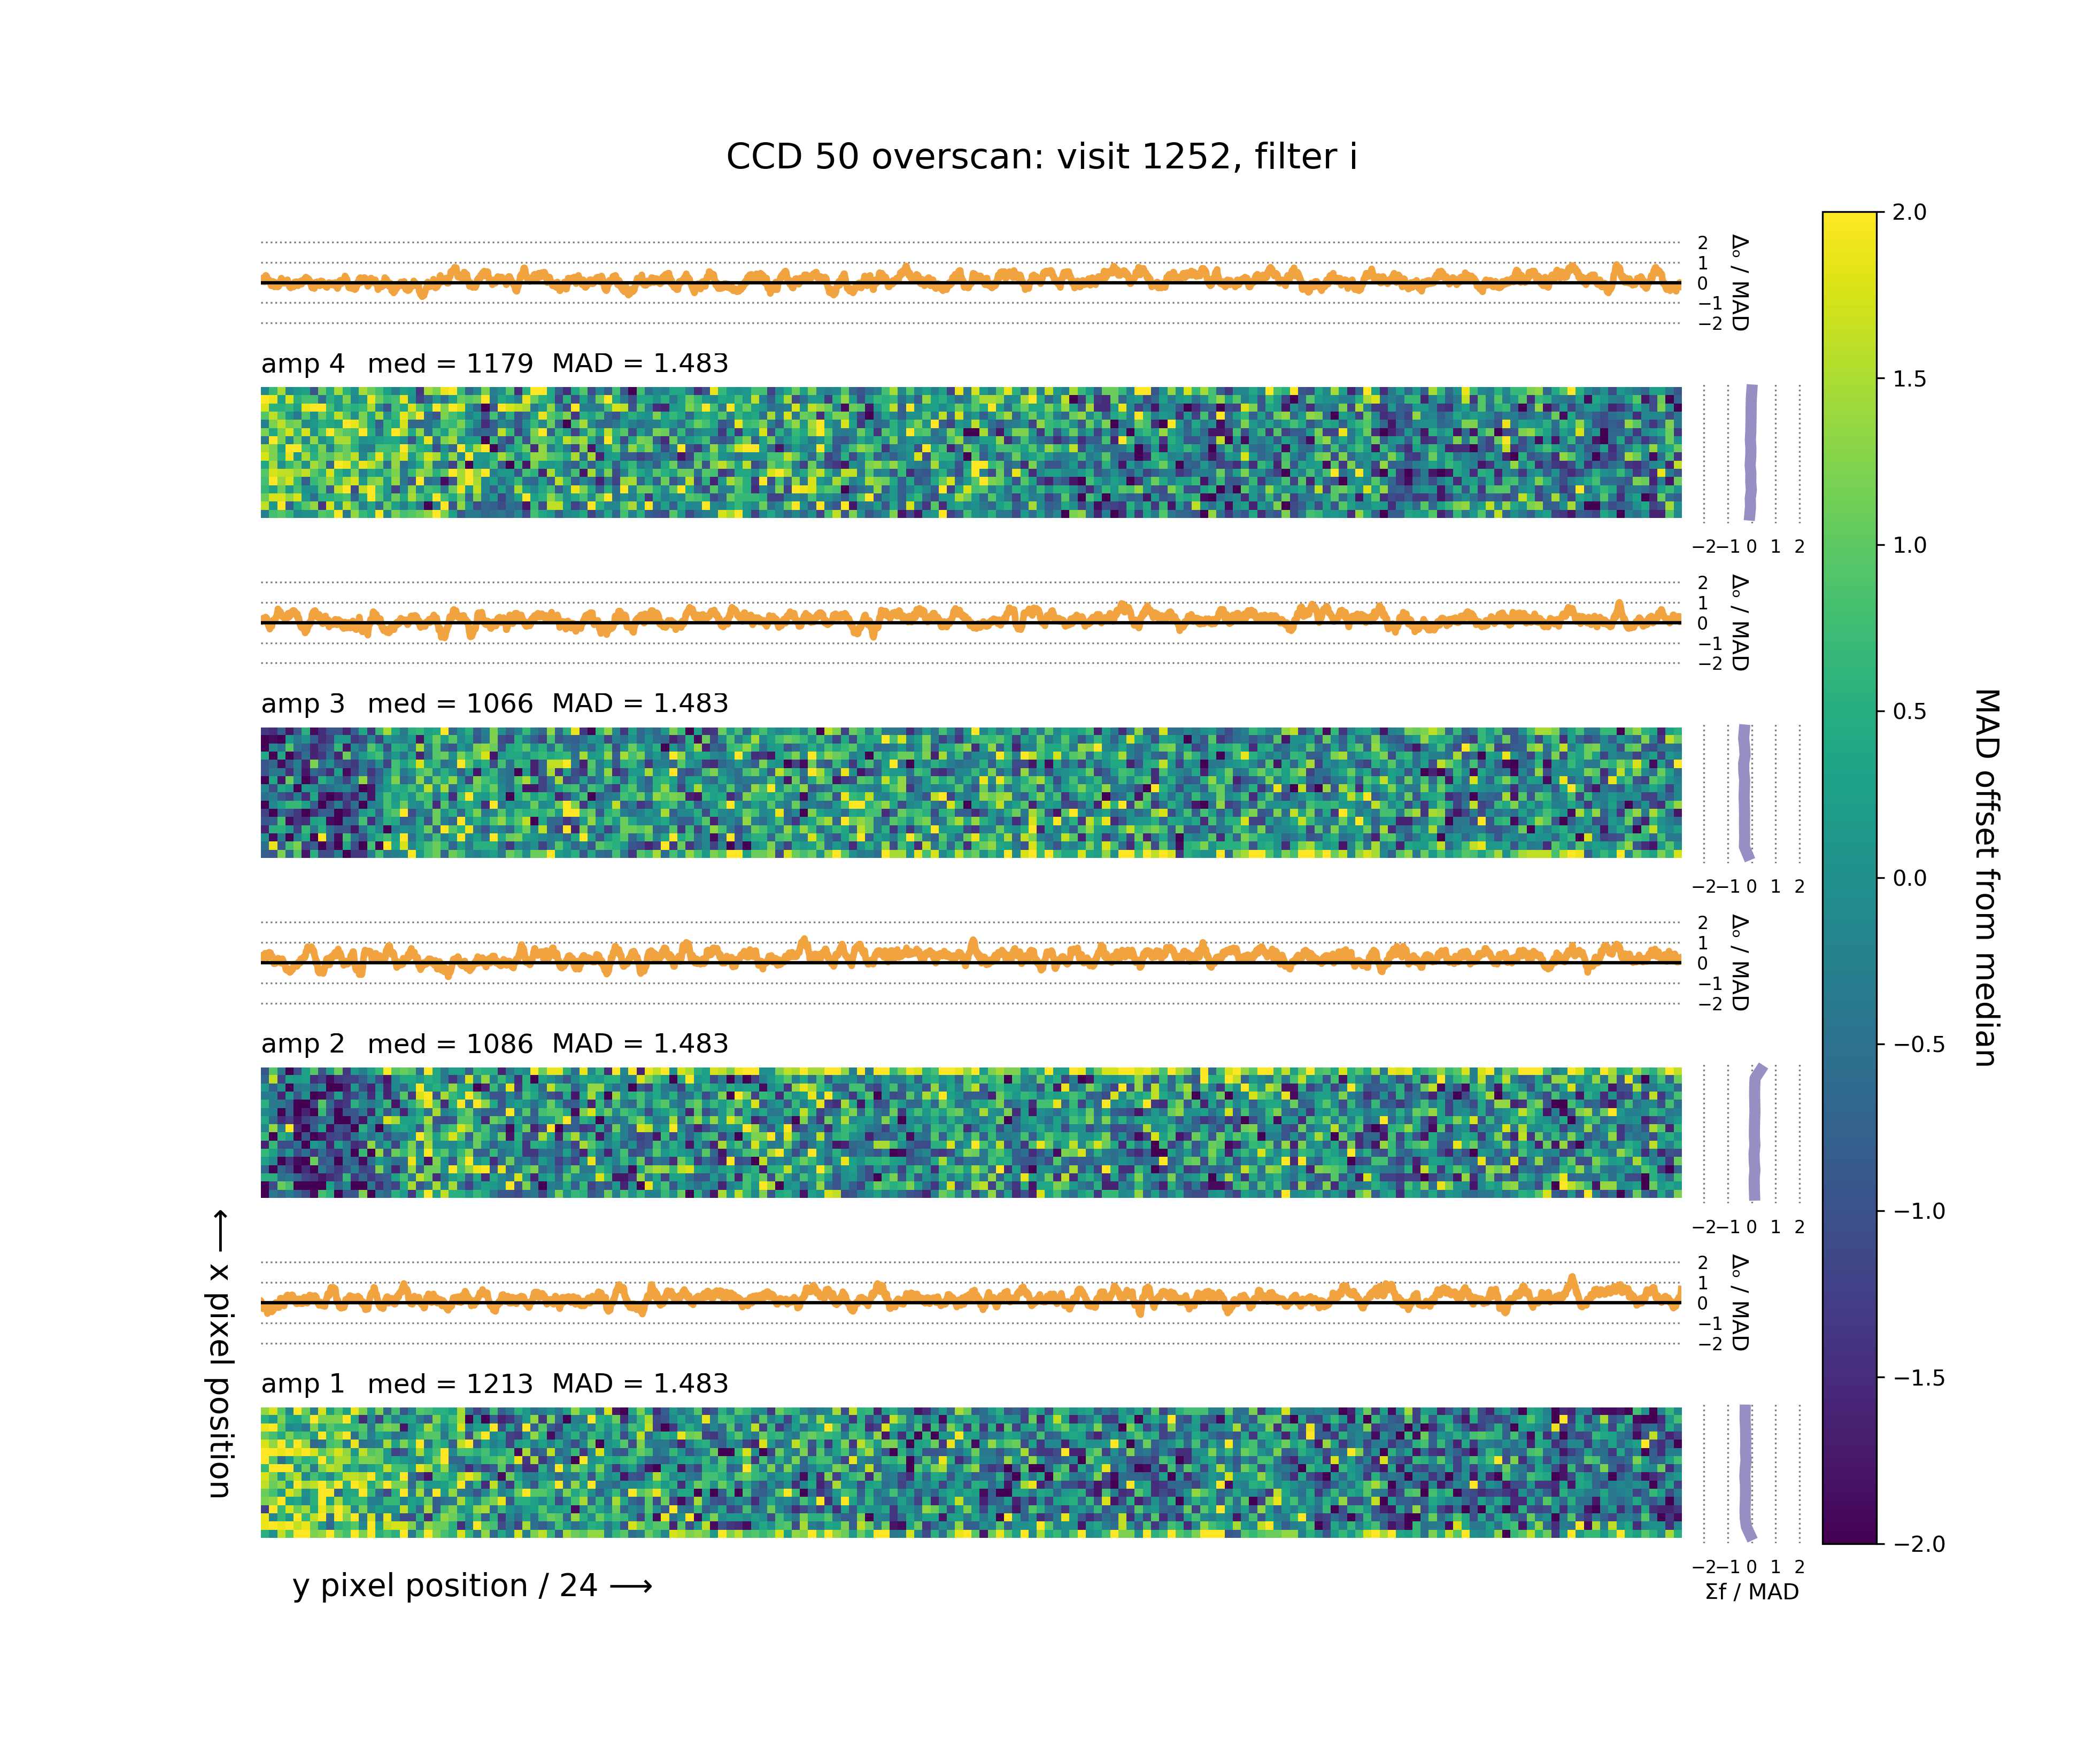 CCD 50 overscan: visit 1252, filter i
2
1
0
−1
−2
Δₒ / MAD
amp 4 med = 1179 MAD = 1.483
−2 −1 0 1 2
2
1
0
−1
−2
Δₒ / MAD
amp 3 med = 1066 MAD = 1.483
−2 −1 0 1 2
2
1
0
−1
−2
Δₒ / MAD
amp 2 med = 1086 MAD = 1.483
−2 −1 0 1 2
2
1
0
−1
−2
Δₒ / MAD
amp 1 med = 1213 MAD = 1.483
−2 −1 0 1 2
Σf / MAD
⟵ x pixel position
y pixel position / 24 ⟶
2.0
1.5
1.0
0.5
0.0
−0.5
−1.0
−1.5
−2.0
MAD offset from median